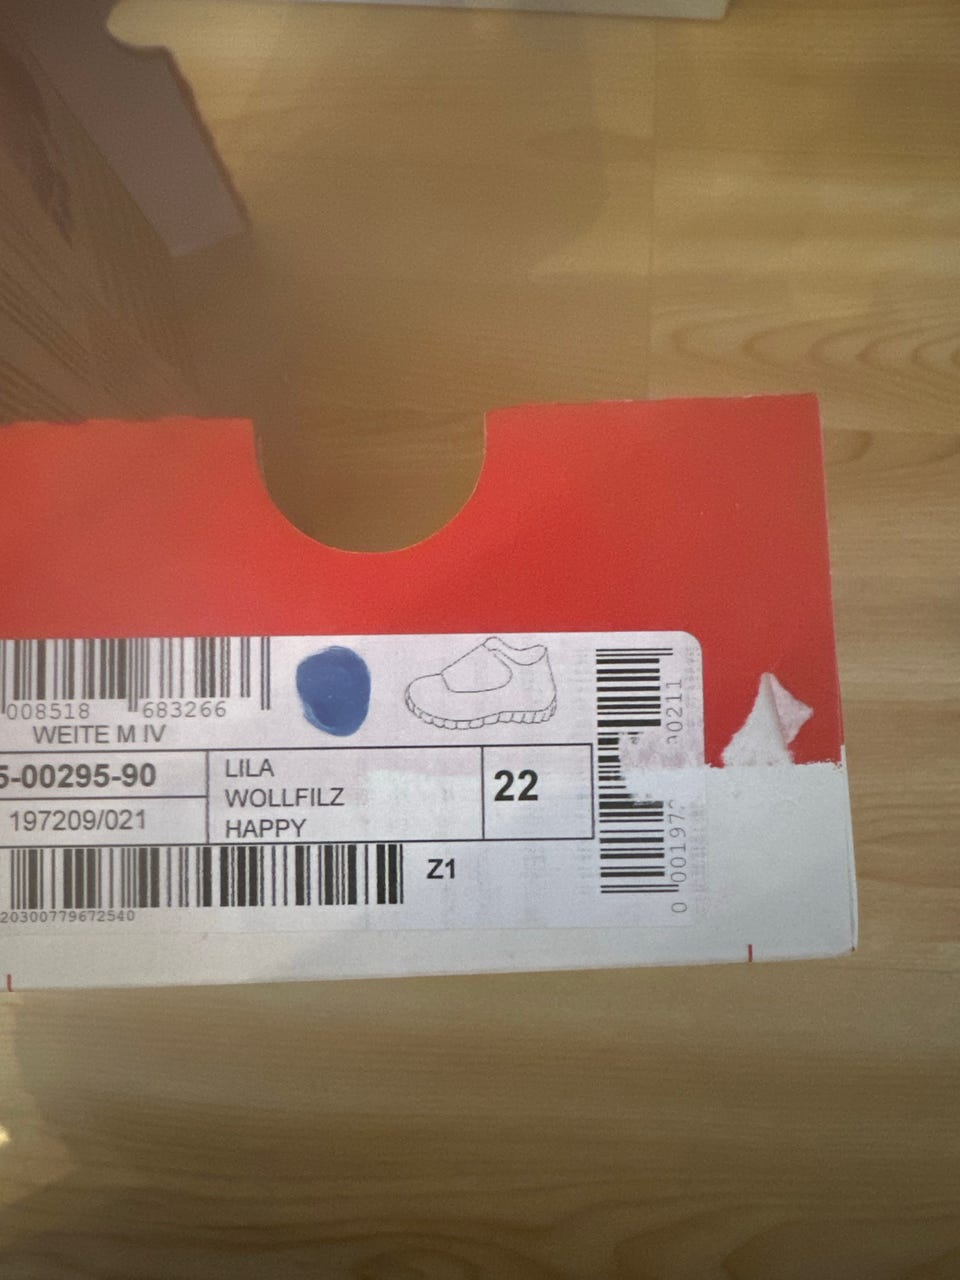 008518 683266
WEITE M IV
5-00295-90
197209/021
LILA
WOLLFILZ
HAPPY
22
Z1
20300779672540